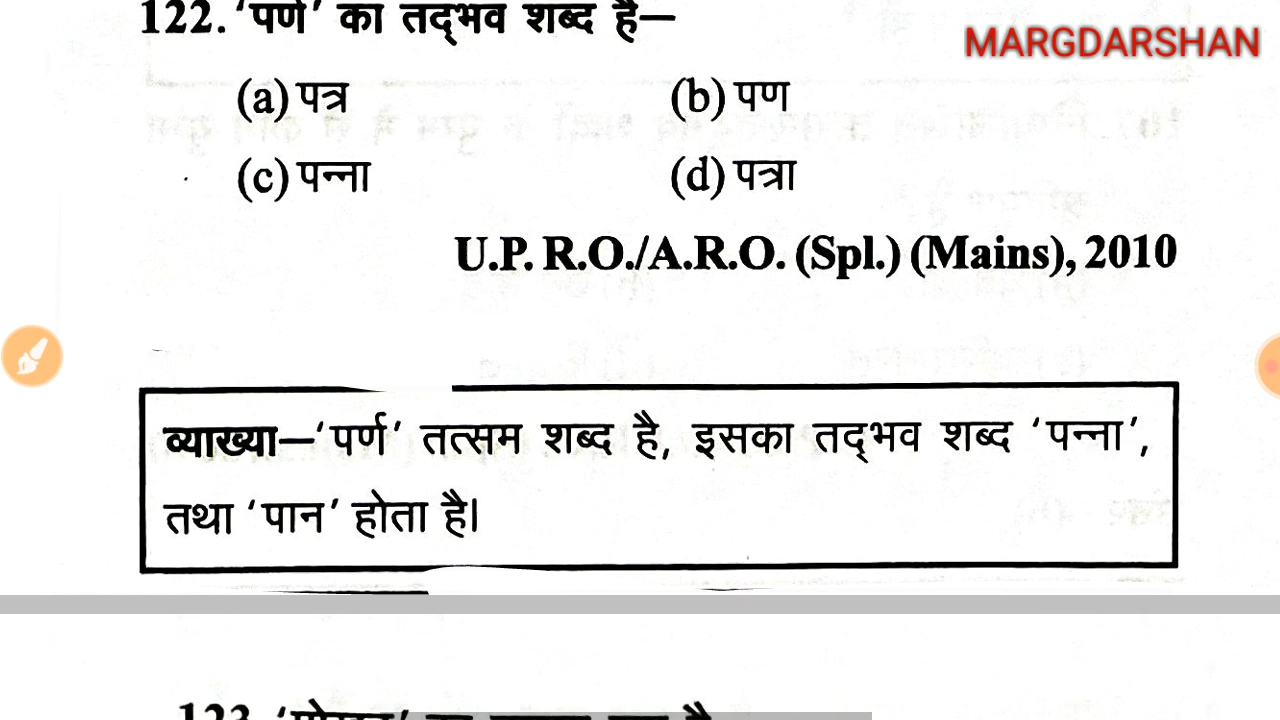 122. ‘पर्ण’ का तद्भव शब्द है—
MARGDARSHAN
(a) पत्र (b) पण
(c) पन्ना (d) पत्रा
U.P. R.O./A.R.O. (Spl.) (Mains), 2010
व्याख्या—‘पर्ण’ तत्सम शब्द है, इसका तद्भव शब्द ‘पन्ना’,
तथा ‘पान’ होता है।
123.